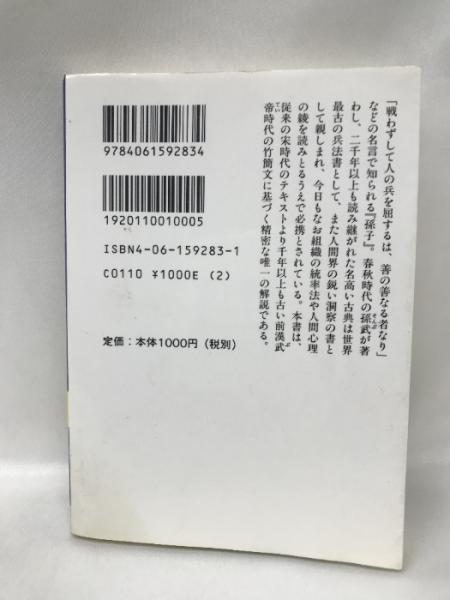 「戦わずして人の兵を屈するは、善の善なる者なり」
などの名言で知られる『孫子』。春秋時代の孫武が著
わし、二千年以上も読み継がれた名高い古典は世界
最古の兵法書として、また人間界の鋭い洞察の書と
して親しまれ、今日もなお組織の統率法や人間心理
の綾を読みとるうえで必携とされている。本書は、
従来の宋時代のテキストより千年以上も古い前漢武
帝時代の竹簡文に基づく精密な唯一の解説である。
そんぶ
ぶ
てい
9784061592834
1920110010005
ISBN4-06-159283-1
C0110 ¥1000E (2)
定価：本体1000円（税別）